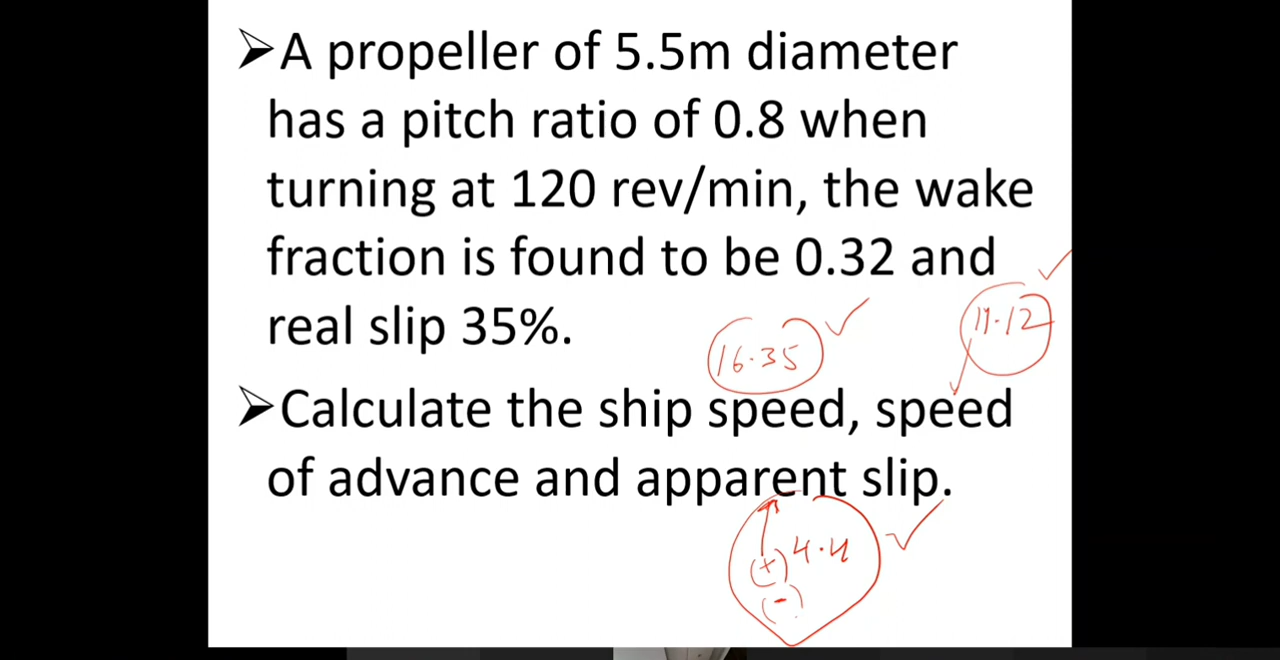 ➢A propeller of 5.5m diameter
has a pitch ratio of 0.8 when
turning at 120 rev/min, the wake
fraction is found to be 0.32 and
real slip 35%.
16.35
11.12
➢Calculate the ship speed, speed
of advance and apparent slip.
(+) 4.4
(-)